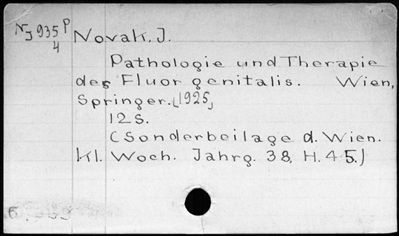 NJ 935 P Novak. J.
4
Pathologie und Therapie
des Fluor genitalis. Wien,
Springer. [1925]
12 S.
(Sonderbeilage d. Wien.
kl. Woch. Jahrg. 38, H. 45.)